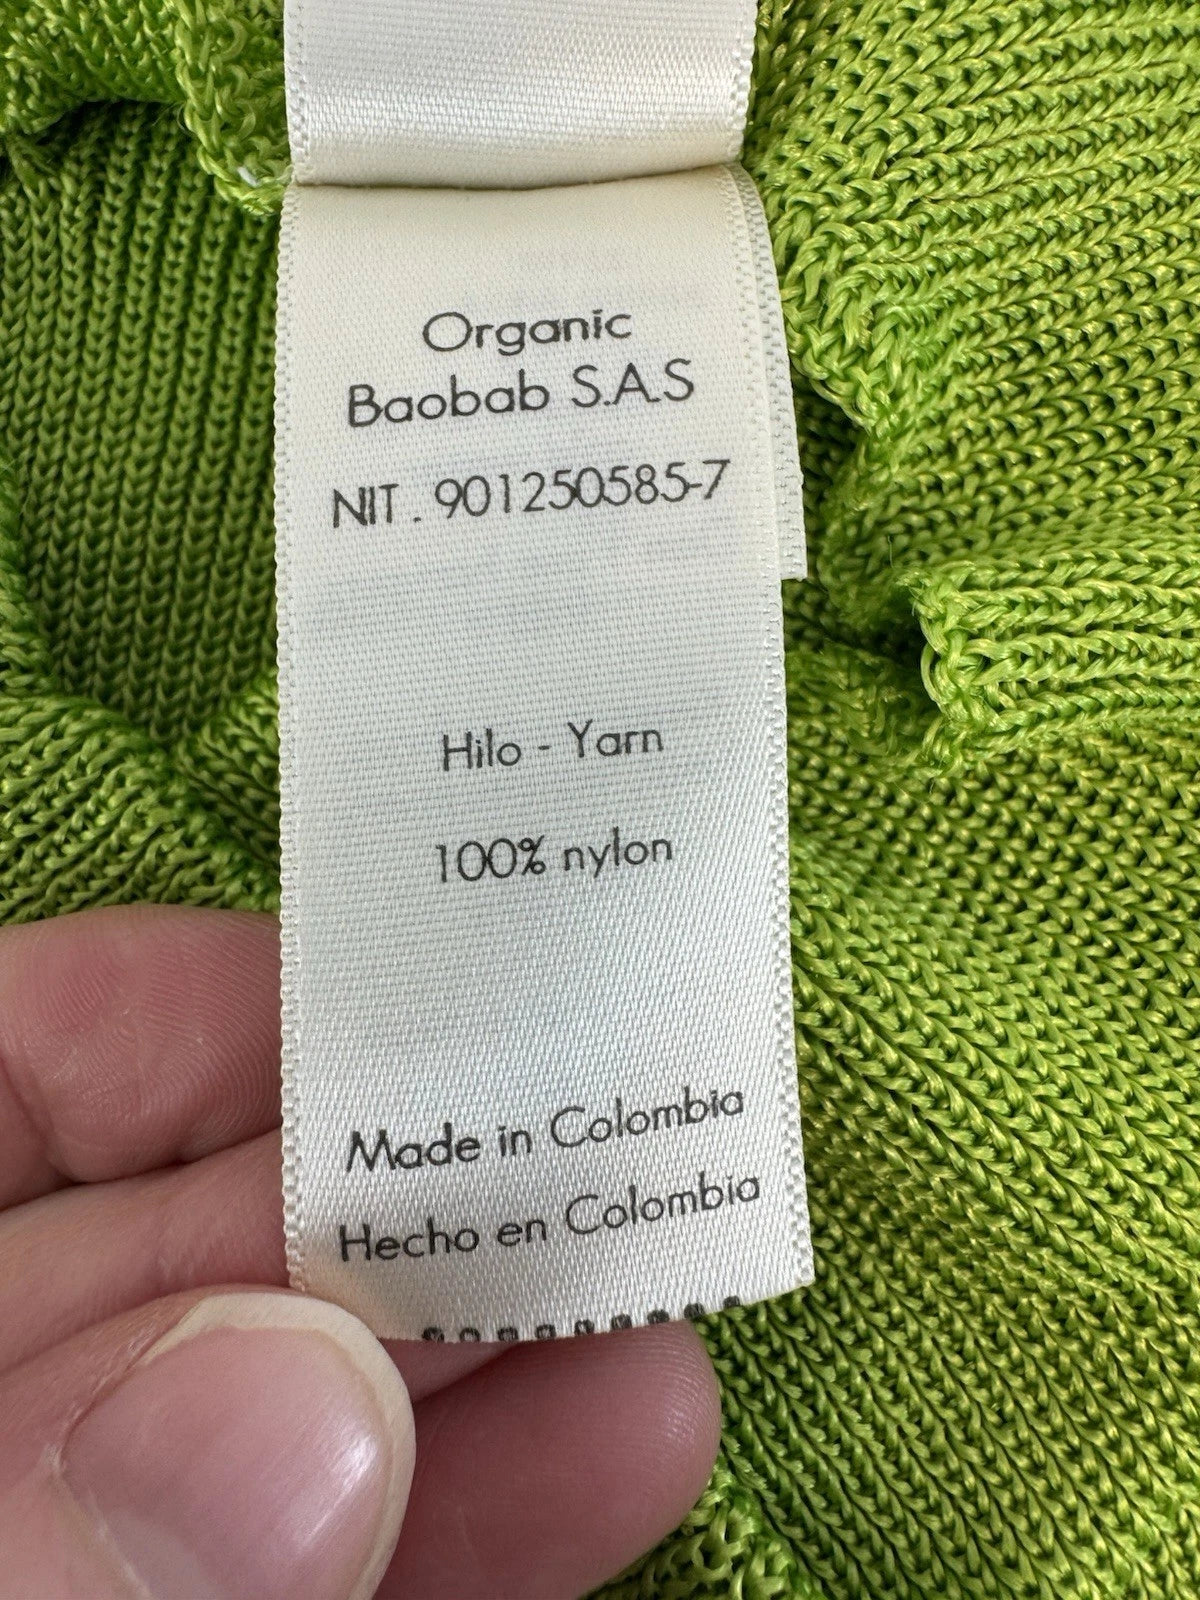 Organic
Baobab S.A.S
NIT. 901250585-7
Hilo - Yarn
100% nylon
Made in Colombia
Hecho en Colombia